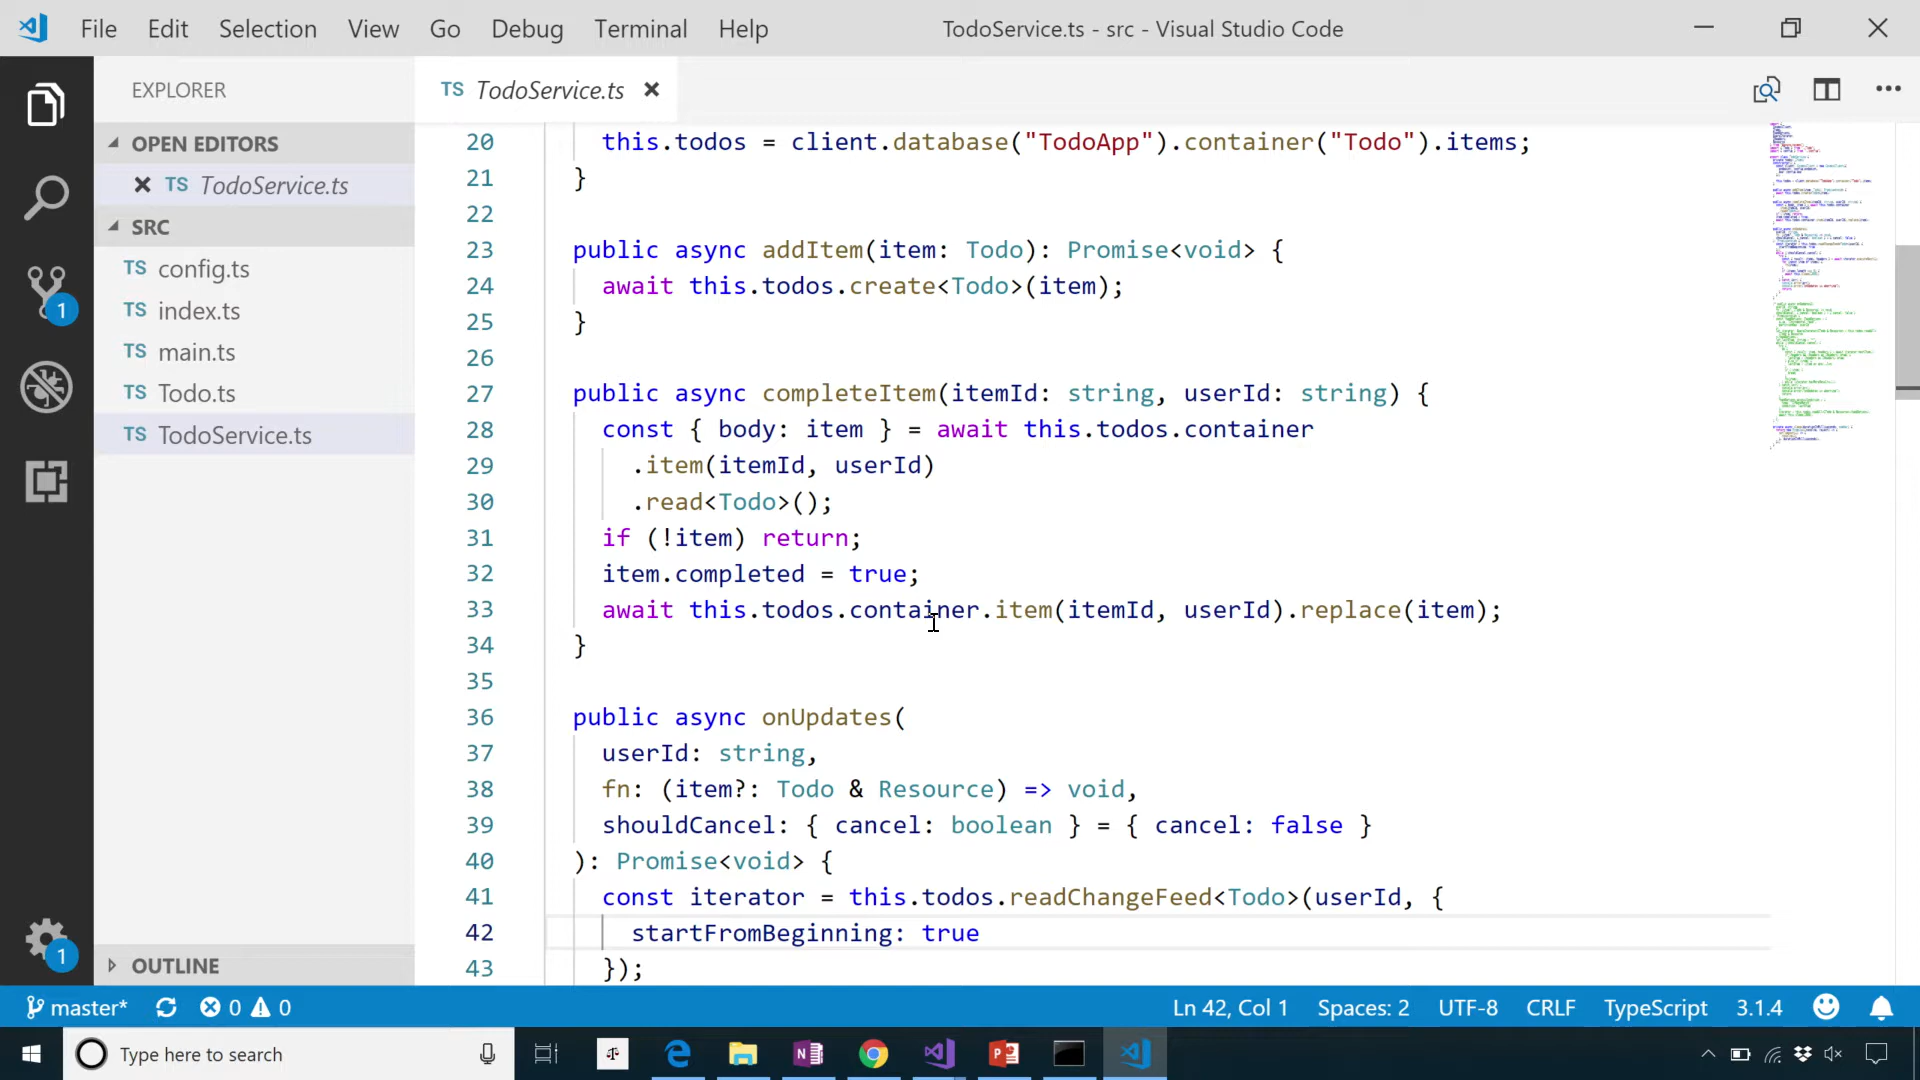 File Edit Selection View Go Debug Terminal Help TodoService.ts - src - Visual Studio Code
EXPLORER
TS TodoService.ts
OPEN EDITORS
TS TodoService.ts
SRC
TS config.ts
TS index.ts
TS main.ts
TS Todo.ts
TS TodoService.ts
OUTLINE
20 this.todos = client.database("TodoApp").container("Todo").items;
21 }
22
23 public async addItem(item: Todo): Promise<void> {
24 await this.todos.create<Todo>(item);
25 }
26
27 public async completeItem(itemId: string, userId: string) {
28 const { body: item } = await this.todos.container
29 .item(itemId, userId)
30 .read<Todo>();
31 if (!item) return;
32 item.completed = true;
33 await this.todos.container.item(itemId, userId).replace(item);
34 }
35
36 public async onUpdates(
37 userId: string,
38 fn: (item?: Todo & Resource) => void,
39 shouldCancel: { cancel: boolean } = { cancel: false }
40 ): Promise<void> {
41 const iterator = this.todos.readChangeFeed<Todo>(userId, {
42 startFromBeginning: true
43 });
1
1
master* 0 0 Ln 42, Col 1 Spaces: 2 UTF-8 CRLF TypeScript 3.1.4
Type here to search